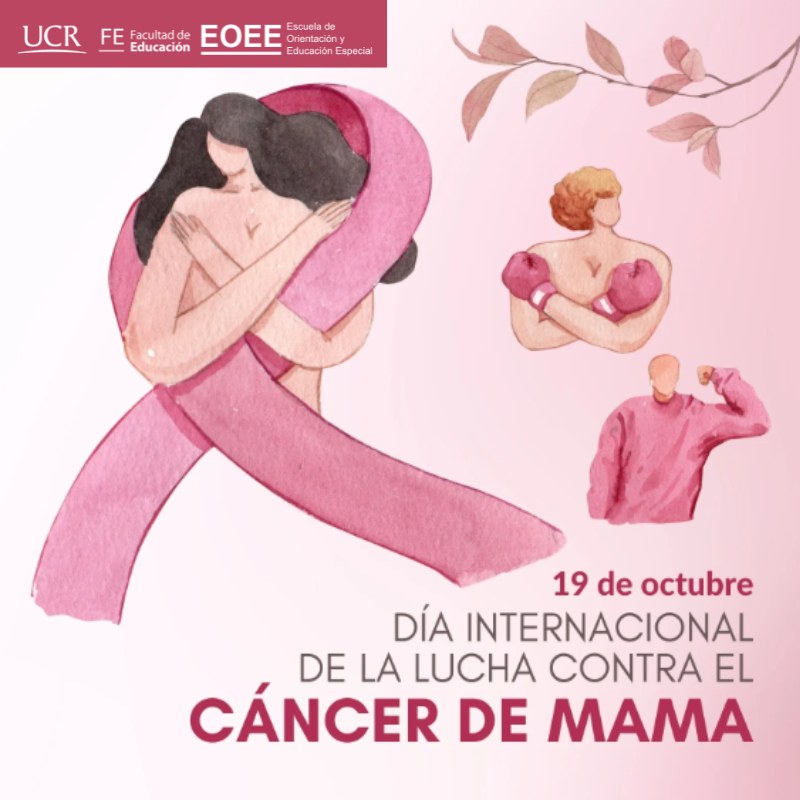 UCR
FE
Facultad de
Educación
EOEE
Escuela de
Orientación y
Educación Especial
19 de octubre
DÍA INTERNACIONAL
DE LA LUCHA CONTRA EL
CÁNCER DE MAMA